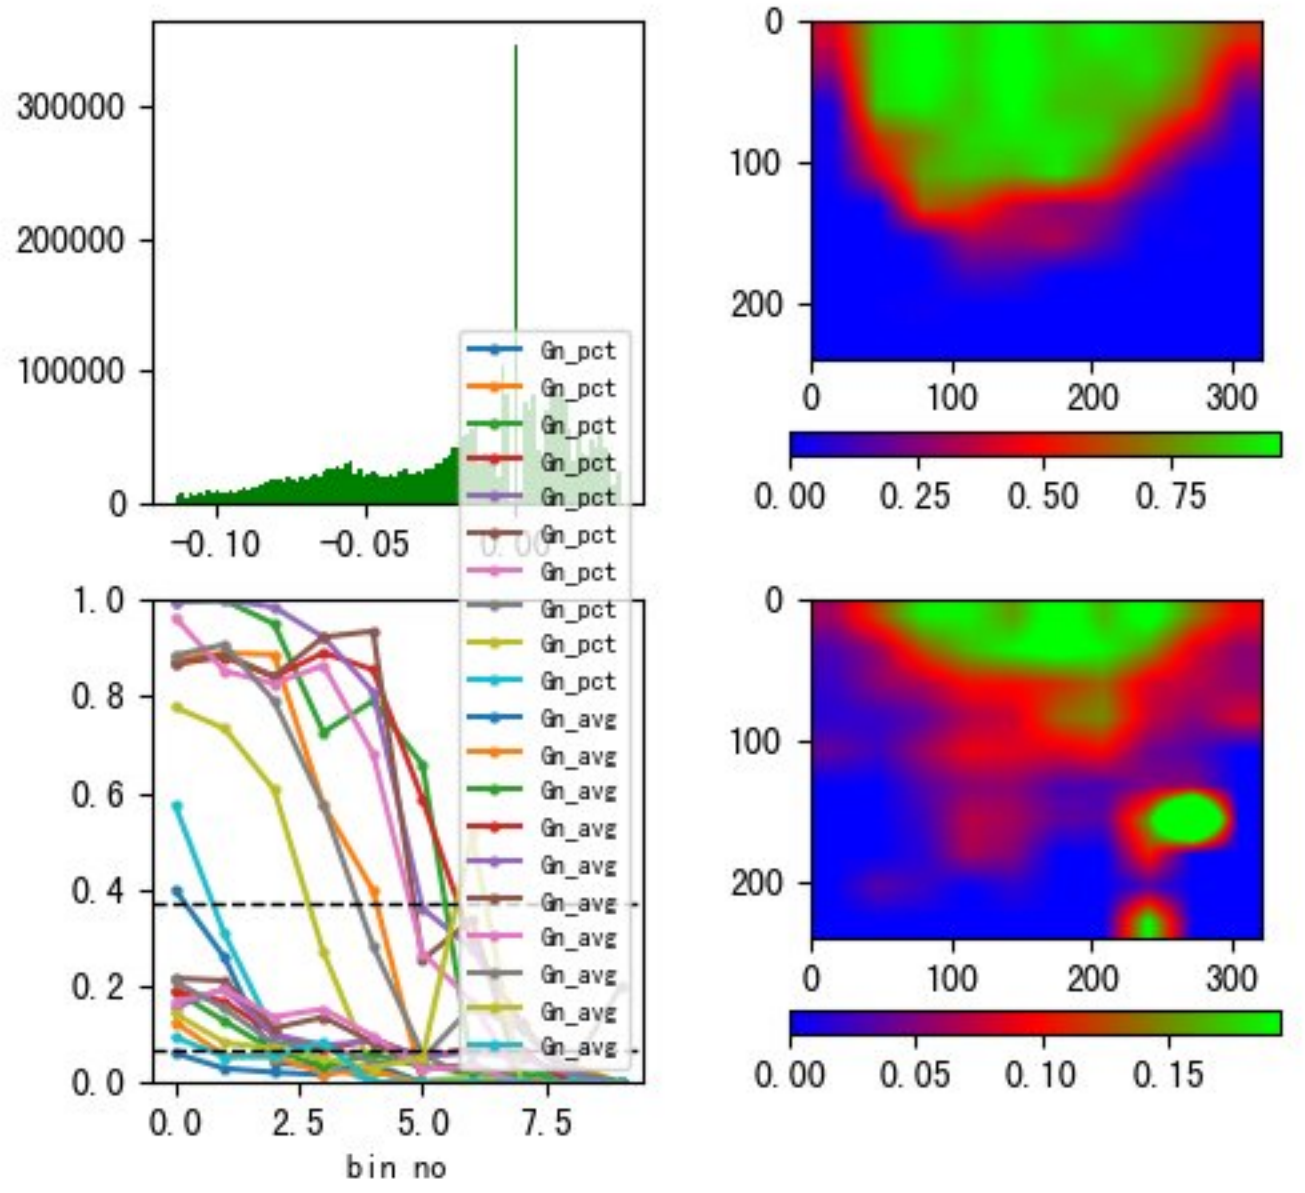 300000
200000
100000
0
-0.10 -0.05 0.00
0
100
200
0 100 200 300
0.00 0.25 0.50 0.75
Gn_pct
Gn_pct
Gn_pct
Gn_pct
Gn_pct
Gn_pct
Gn_pct
Gn_pct
Gn_pct
Gn_pct
Gn_avg
Gn_avg
Gn_avg
Gn_avg
Gn_avg
Gn_avg
Gn_avg
Gn_avg
Gn_avg
Gn_avg
1.0
0.8
0.6
0.4
0.2
0.0
0.0 2.5 5.0 7.5
bin no
0
100
200
0 100 200 300
0.00 0.05 0.10 0.15